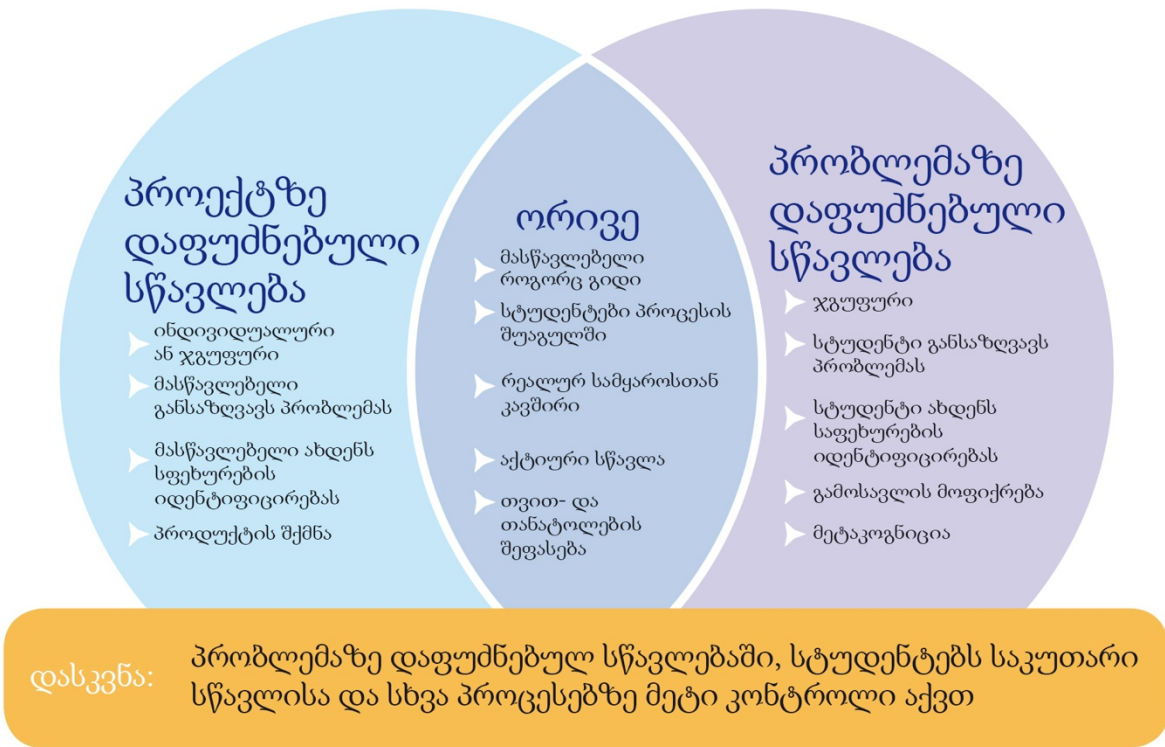 პროექტზე
დაფუძნებული
სწავლება
ინდივიდუალური
ან ჯგუფური
მასწავლებელი
განსაზღვავს პრობლემას
მასწავლებელი ახდენს
სფეხურების
იდენტიფიცირებას
პროდუქტის შქმნა
ორივე
მასწავლებელი
როგორც გიდი
სტუდენტები პროცესის
შუაგულში
რეალურ სამყაროსთან
კავშირი
აქტიური სწავლა
თვით- და
თანატოლების
შეფასება
პრობლემაზე
დაფუძნებული
სწავლება
ჯგუფური
სტუდენტი განსაზღვავს
პრობლემას
სტუდენტი ახდენს
საფეხურების
იდენტიფიცირებას
გამოსავლის მოფიქრება
მეტაკოგნიცია
დასკვნა:
პრობლემაზე დაფუძნებულ სწავლებაში, სტუდენტებს საკუთარი
სწავლისა და სხვა პროცესებზე მეტი კონტროლი აქვთ